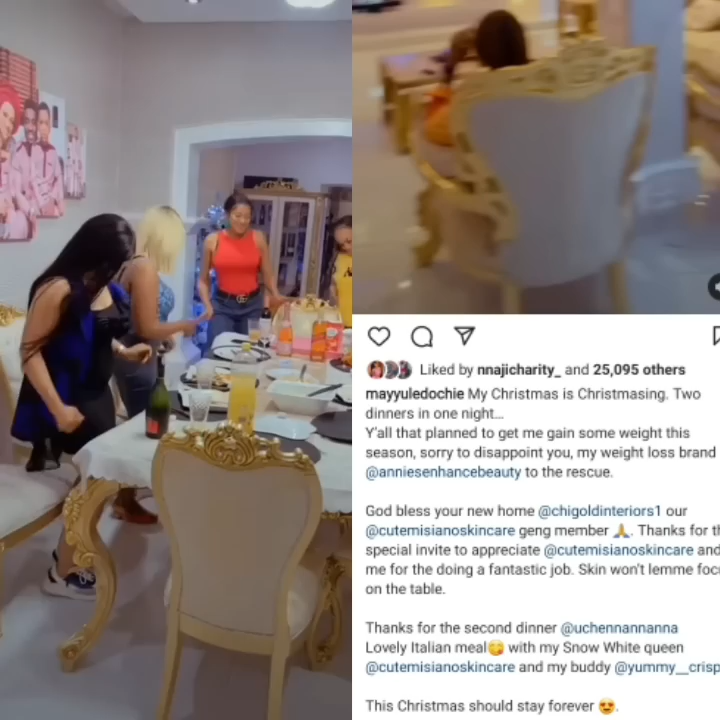 Liked by nnajicharity_ and 25,095 others
mayyuledochie My Christmas is Christmasing. Two
dinners in one night...
Y'all that planned to get me gain some weight this
season, sorry to disappoint you, my weight loss brand
@anniesenhancebeauty to the rescue.
God bless your new home @chigoldinteriors1 our
@cutemisianoskincare geng member 🙏. Thanks for th
special invite to appreciate @cutemisianoskincare and
me for the doing a fantastic job. Skin won't lemme focu
on the table.
Thanks for the second dinner @uchennannanna
Lovely Italian meal😋 with my Snow White queen
@cutemisianoskincare and my buddy @yummy__crisp
This Christmas should stay forever 😍.